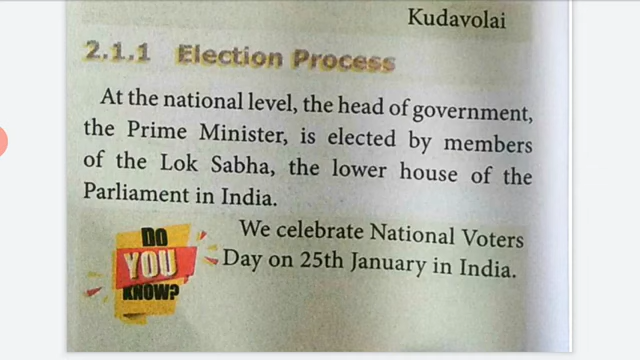 Kudavolai
2.1.1 Election Process
At the national level, the head of government,
the Prime Minister, is elected by members
of the Lok Sabha, the lower house of the
Parliament in India.
DO
YOU
KNOW?
We celebrate National Voters
Day on 25th January in India.